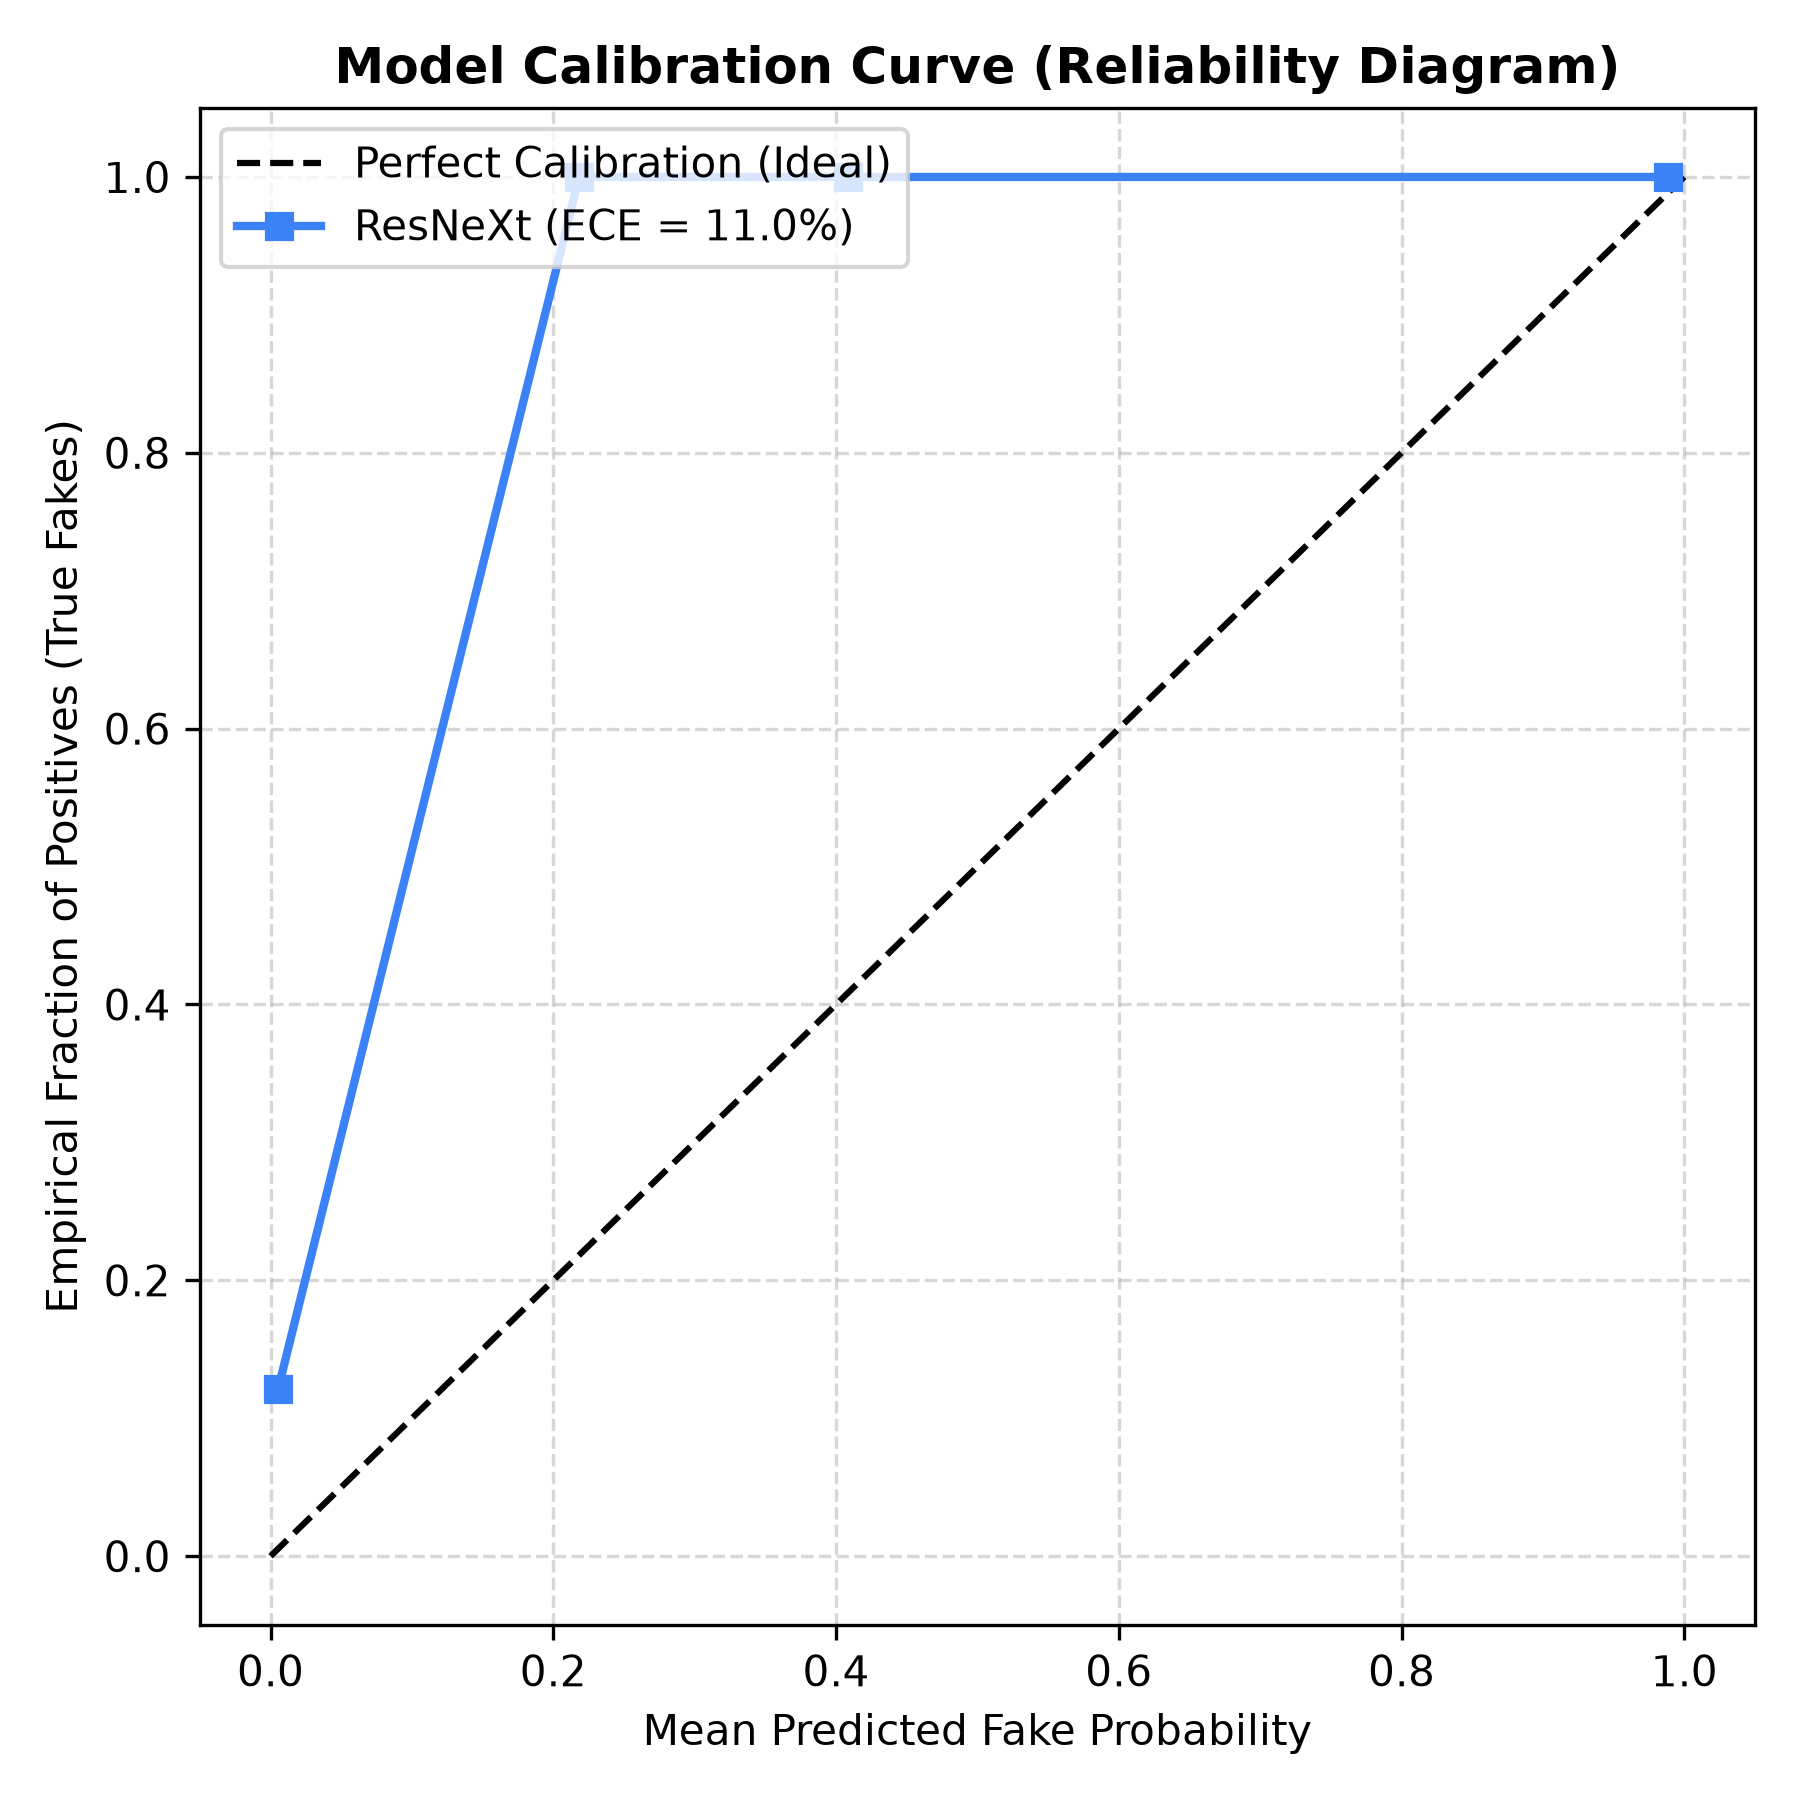 Model Calibration Curve (Reliability Diagram)
Perfect Calibration (Ideal)
ResNeXt (ECE = 11.0%)
Empirical Fraction of Positives (True Fakes)
1.0
0.8
0.6
0.4
0.2
0.0
0.0 0.2 0.4 0.6 0.8 1.0
Mean Predicted Fake Probability